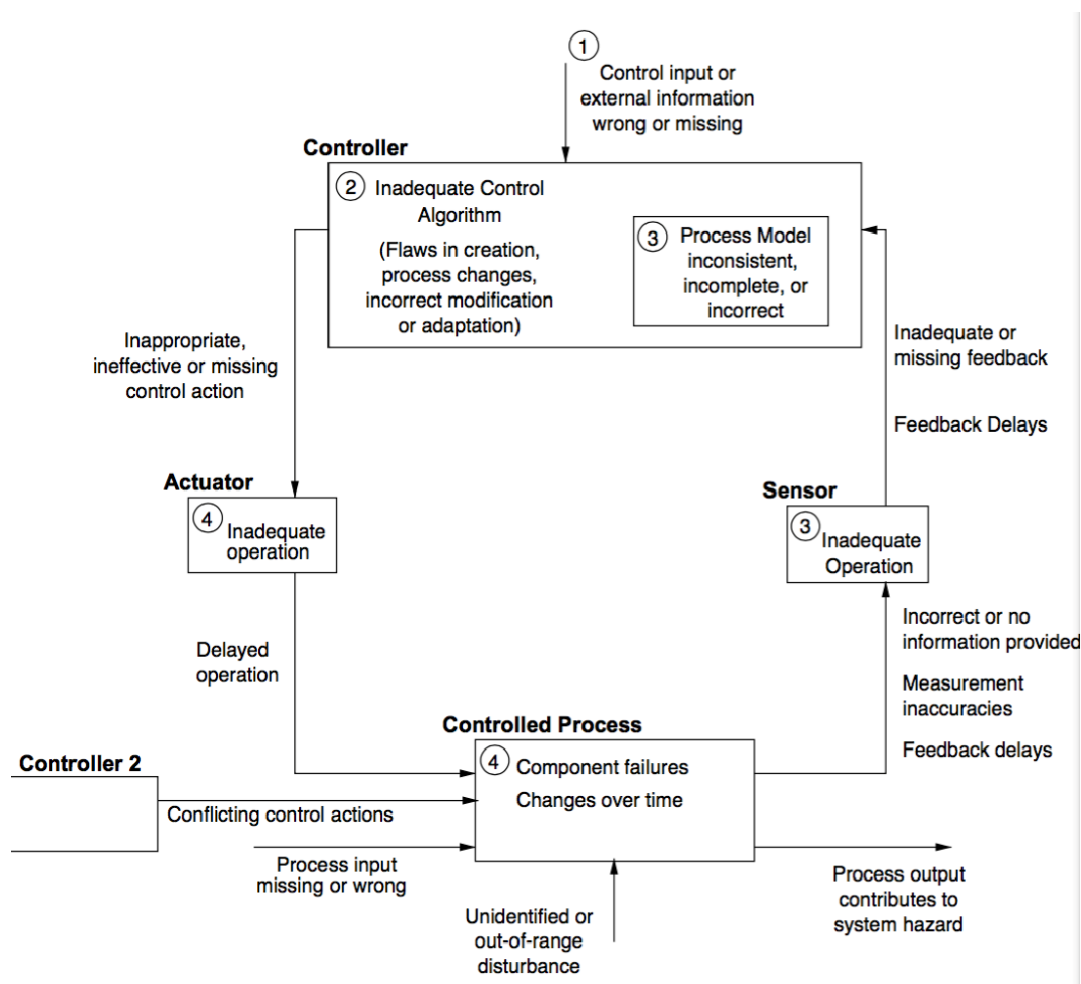 1
Control input or
external information
wrong or missing
Controller
2
Inadequate Control
Algorithm
(Flaws in creation,
process changes,
incorrect modification
or adaptation)
3
Process Model
inconsistent,
incomplete, or
incorrect
Inappropriate,
ineffective or missing
control action
Inadequate or
missing feedback
Feedback Delays
Actuator
4
Inadequate
operation
Sensor
3
Inadequate
Operation
Delayed
operation
Incorrect or no
information provided
Measurement
inaccuracies
Feedback delays
Controlled Process
4
Component failures
Changes over time
Controller 2
Conflicting control actions
Process input
missing or wrong
Unidentified or
out-of-range
disturbance
Process output
contributes to
system hazard